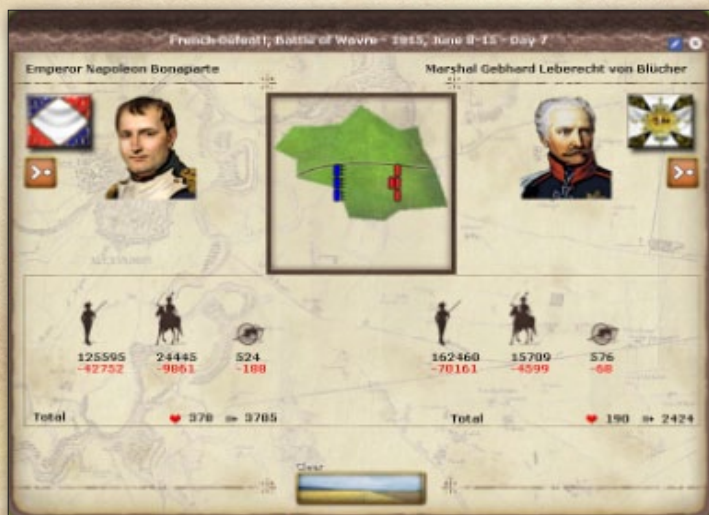 French Defeat!, Battle of Wavre - 1815, June 8-15 - Day 7
Emperor Napoleon Bonaparte
Marshal Gebhard Leberecht von Blücher
125595 24445 524
-42752 -9861 -188
162460 15709 576
-70161 -4599 -68
Total 370 3705
Total 190 2424
Clear